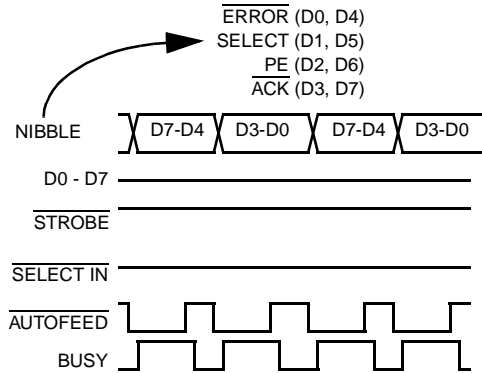 ERROR (D0, D4)
SELECT (D1, D5)
PE (D2, D6)
ACK (D3, D7)
NIBBLE D7-D4 D3-D0 D7-D4 D3-D0
D0 - D7
STROBE
SELECT IN
AUTOFEED
BUSY